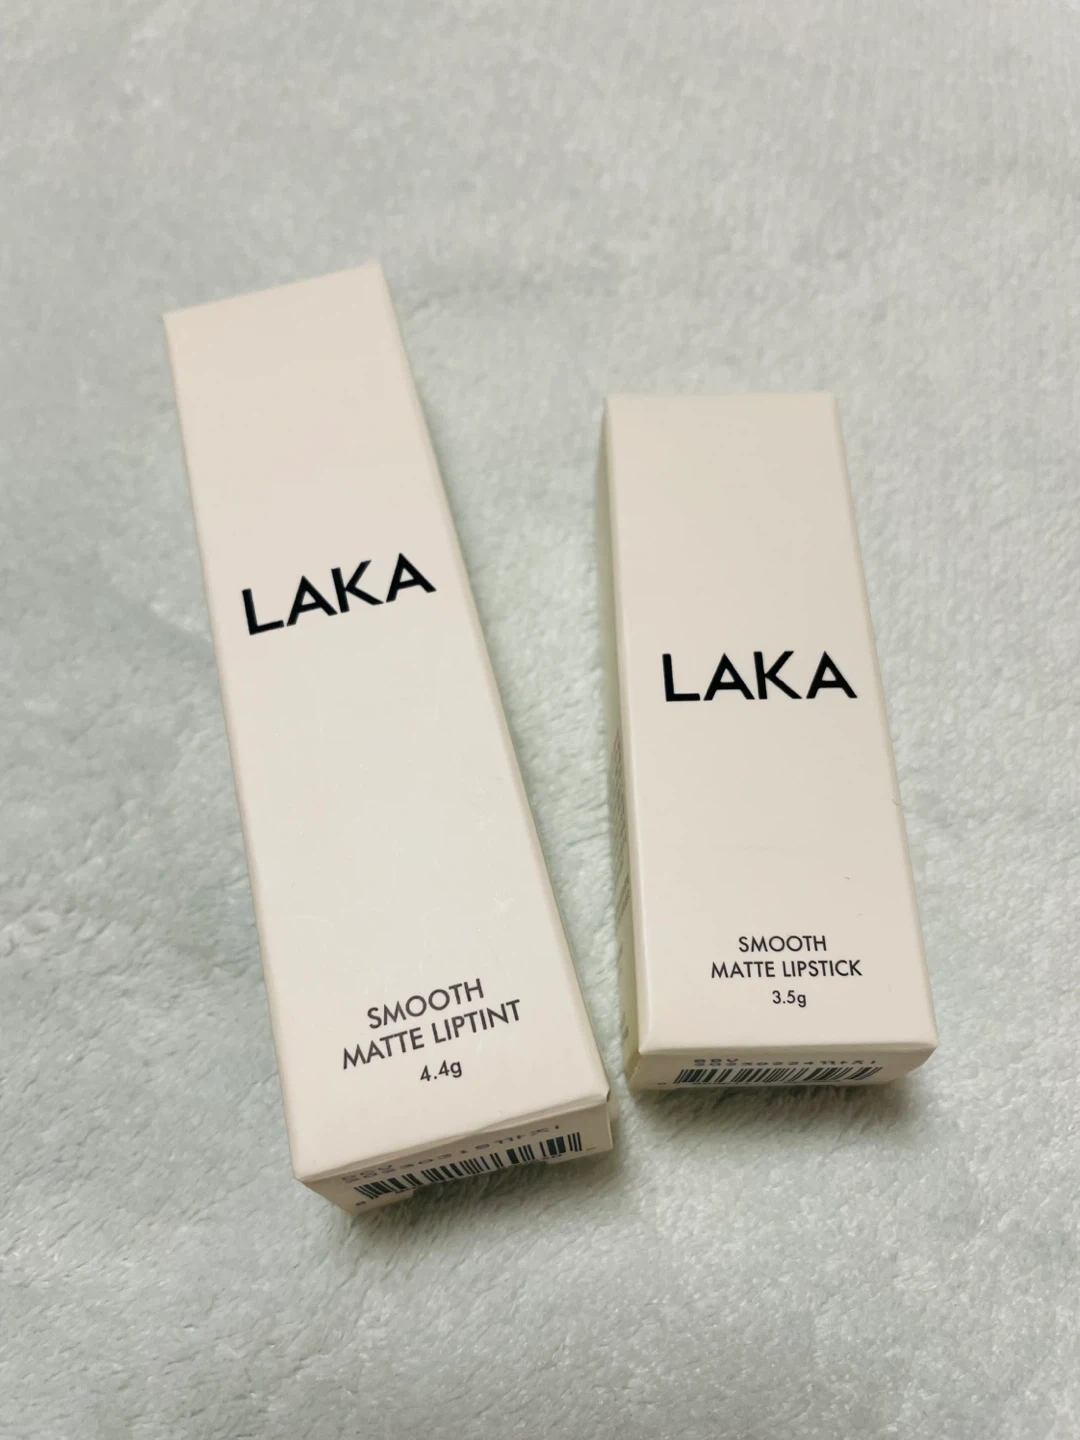 LAKA
SMOOTH
MATTE LIPTINT
4.4g
LAKA
SMOOTH
MATTE LIPSTICK
3.5g